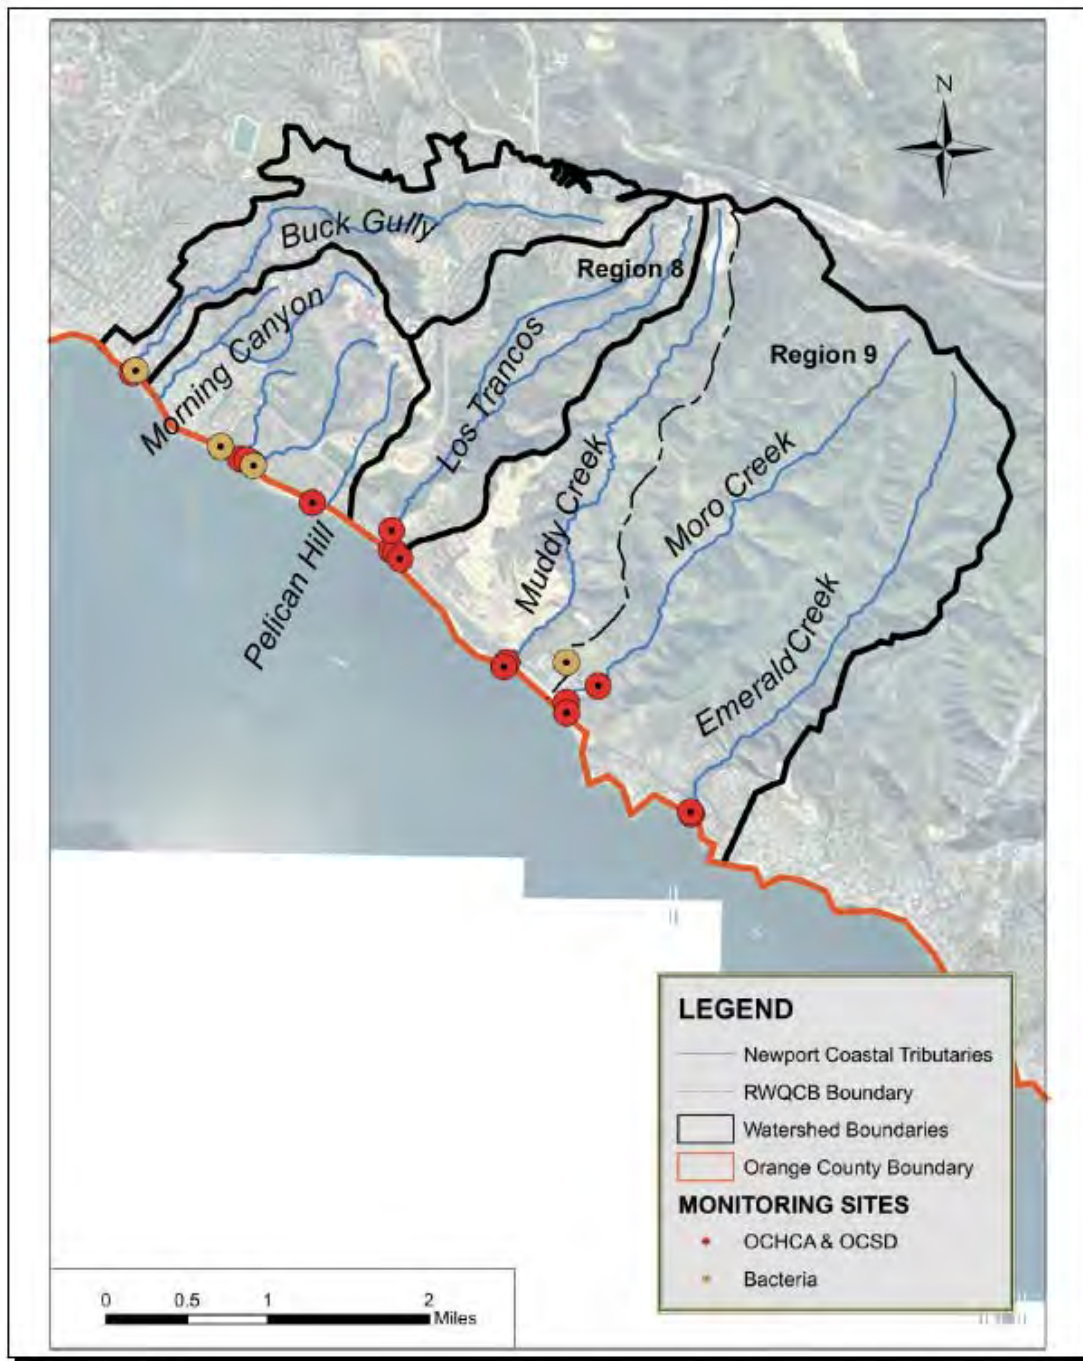 N
Buck Gully
Region 8
Morning Canyon
Los Trancos
Region 9
Muddy Creek
Moro Creek
Pelican Hill
Emerald Creek
LEGEND
Newport Coastal Tributaries
RWQCB Boundary
Watershed Boundaries
Orange County Boundary
MONITORING SITES
OCHCA & OCSD
Bacteria
0 0.5 1 2
Miles